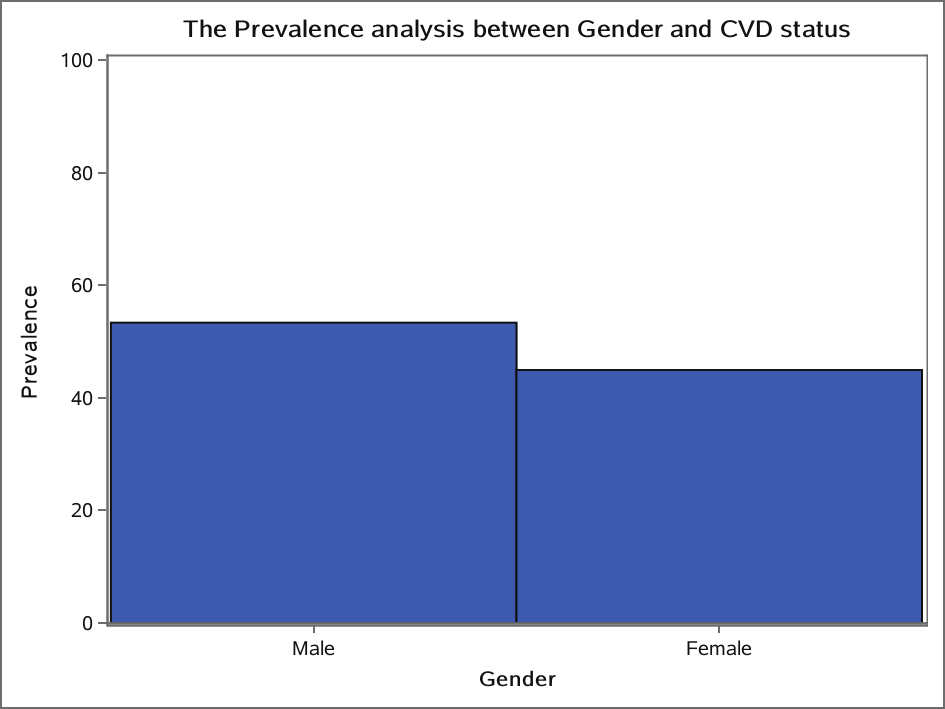 The Prevalence analysis between Gender and CVD status
100
80
60
40
20
0
Prevalence
Male Female
Gender